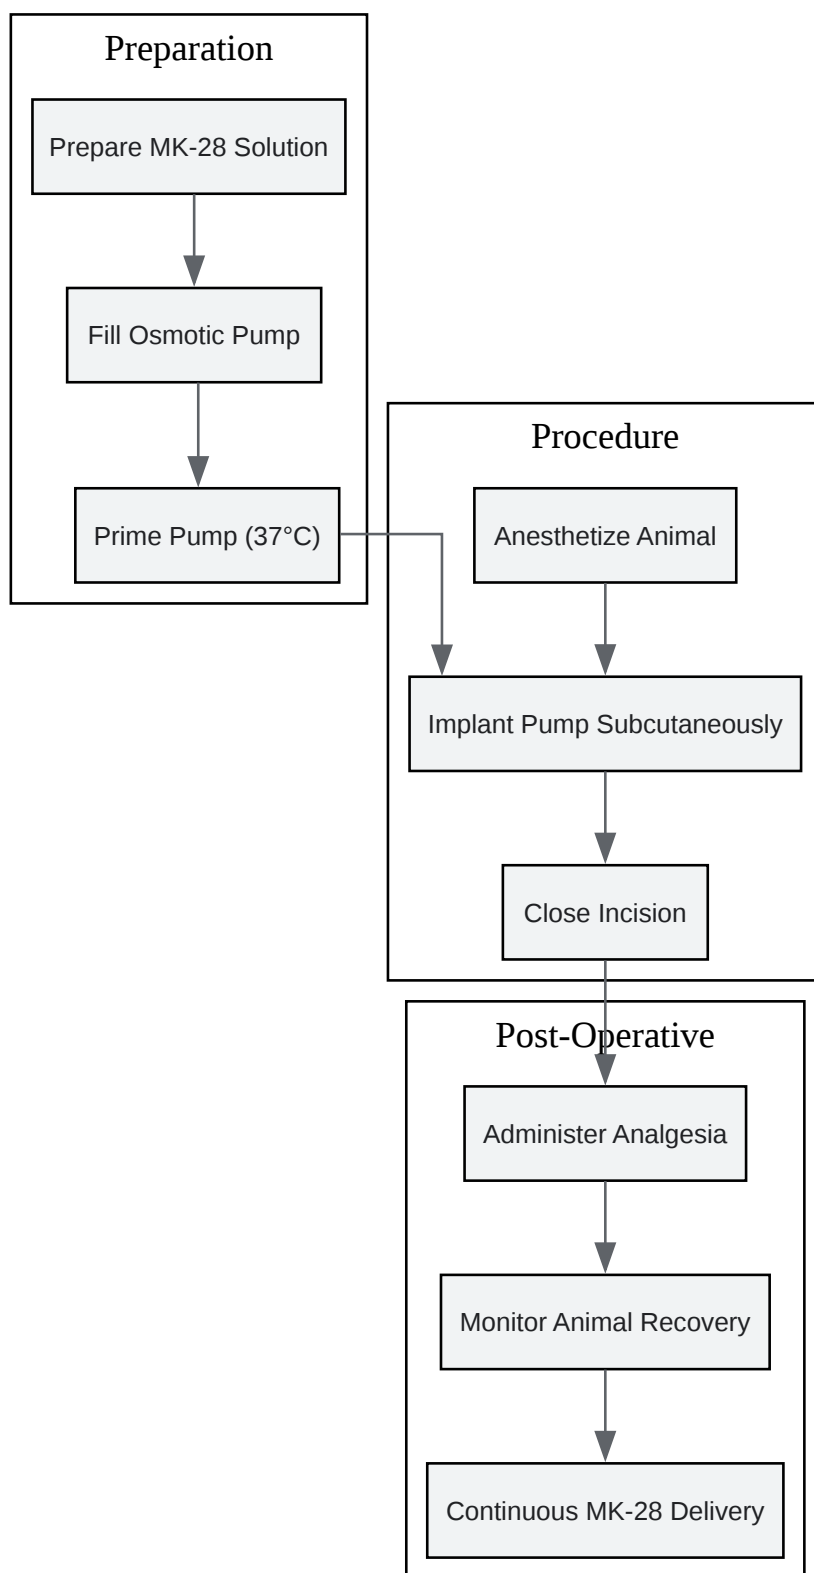 Preparation
Prepare MK-28 Solution
Fill Osmotic Pump
Prime Pump (37°C)
Procedure
Anesthetize Animal
Implant Pump Subcutaneously
Close Incision
Post-Operative
Administer Analgesia
Monitor Animal Recovery
Continuous MK-28 Delivery